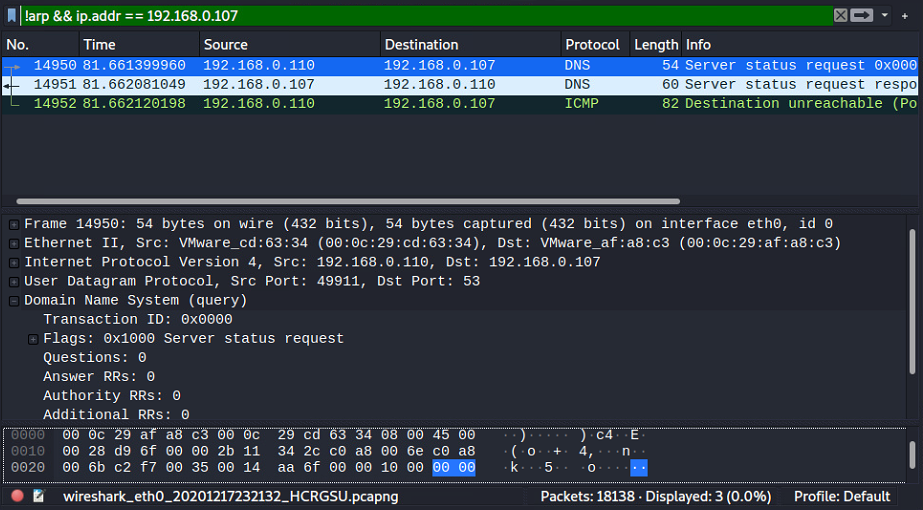 !arp && ip.addr == 192.168.0.107
No. Time Source Destination Protocol Length Info
14950 81.661399960 192.168.0.110 192.168.0.107 DNS 54 Server status request 0x000
14951 81.662081049 192.168.0.107 192.168.0.110 DNS 60 Server status request respo
14952 81.662120198 192.168.0.110 192.168.0.107 ICMP 82 Destination unreachable (Po
Frame 14950: 54 bytes on wire (432 bits), 54 bytes captured (432 bits) on interface eth0, id 0
Ethernet II, Src: VMware_cd:63:34 (00:0c:29:cd:63:34), Dst: VMware_af:a8:c3 (00:0c:29:af:a8:c3)
Internet Protocol Version 4, Src: 192.168.0.110, Dst: 192.168.0.107
User Datagram Protocol, Src Port: 49911, Dst Port: 53
Domain Name System (query)
Transaction ID: 0x0000
Flags: 0x1000 Server status request
Questions: 0
Answer RRs: 0
Authority RRs: 0
Additional RRs: 0
0000 00 0c 29 af a8 c3 00 0c 29 cd 63 34 08 00 45 00 ··)····· )·c4··E·
0010 00 28 d9 6f 00 00 2b 11 34 2c c0 a8 00 6e c0 a8 ·(·o··+· 4,···n··
0020 00 6b c2 f7 00 35 00 14 aa 6f 00 00 10 00 00 00 ·k···5·· ·o······
wireshark_eth0_20201217232132_HCRGSU.pcapng Packets: 18138 · Displayed: 3 (0.0%) Profile: Default